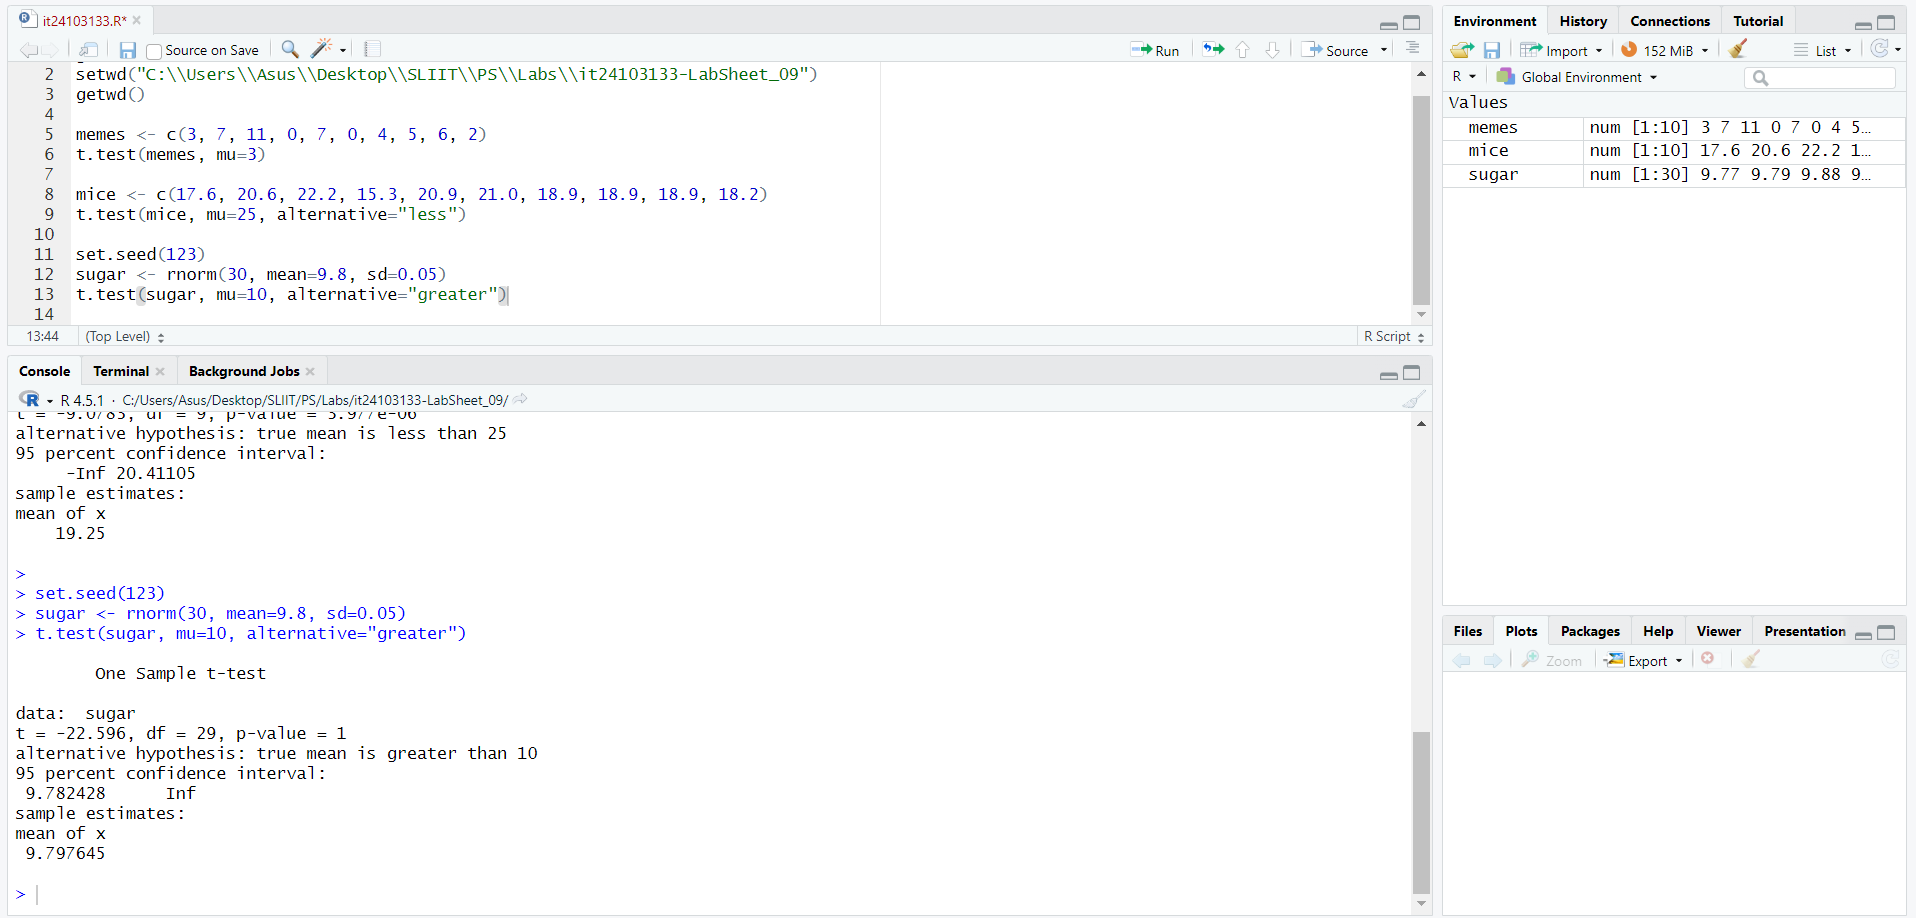 it24103133.R*
Source on Save
Run
Source
2 setwd("C:\\Users\\Asus\\Desktop\\SLIIT\\PS\\Labs\\it24103133-LabSheet_09")
3 getwd()
4
5 memes <- c(3, 7, 11, 0, 7, 0, 4, 5, 6, 2)
6 t.test(memes, mu=3)
7
8 mice <- c(17.6, 20.6, 22.2, 15.3, 20.9, 21.0, 18.9, 18.9, 18.9, 18.2)
9 t.test(mice, mu=25, alternative="less")
10
11 set.seed(123)
12 sugar <- rnorm(30, mean=9.8, sd=0.05)
13 t.test(sugar, mu=10, alternative="greater")
14
13:44 (Top Level) R Script
Console Terminal Background Jobs
R 4.5.1 · C:/Users/Asus/Desktop/SLIIT/PS/Labs/it24103133-LabSheet_09/
t = -9.0783, df = 9, p-value = 3.977e-06
alternative hypothesis: true mean is less than 25
95 percent confidence interval:
-Inf 20.41105
sample estimates:
mean of x
19.25
>
> set.seed(123)
> sugar <- rnorm(30, mean=9.8, sd=0.05)
> t.test(sugar, mu=10, alternative="greater")
One Sample t-test
data: sugar
t = -22.596, df = 29, p-value = 1
alternative hypothesis: true mean is greater than 10
95 percent confidence interval:
9.782428 Inf
sample estimates:
mean of x
9.797645
>
Environment History Connections Tutorial
Import 152 MiB List
R Global Environment
Values
memes num [1:10] 3 7 11 0 7 0 4 5…
mice num [1:10] 17.6 20.6 22.2 1…
sugar num [1:30] 9.77 9.79 9.88 9…
Files Plots Packages Help Viewer Presentation
Zoom Export